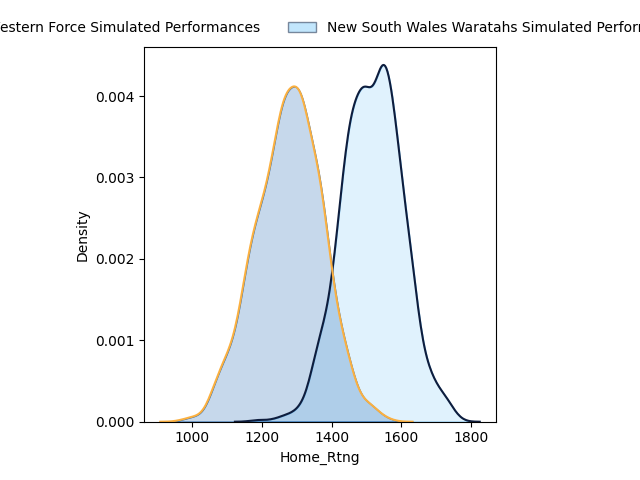 estern Force Simulated Performances
New South Wales Waratahs Simulated Perfor
0.004
0.003
0.002
0.001
0.000
Density
1000 1200 1400 1600 1800
Home_Rtng